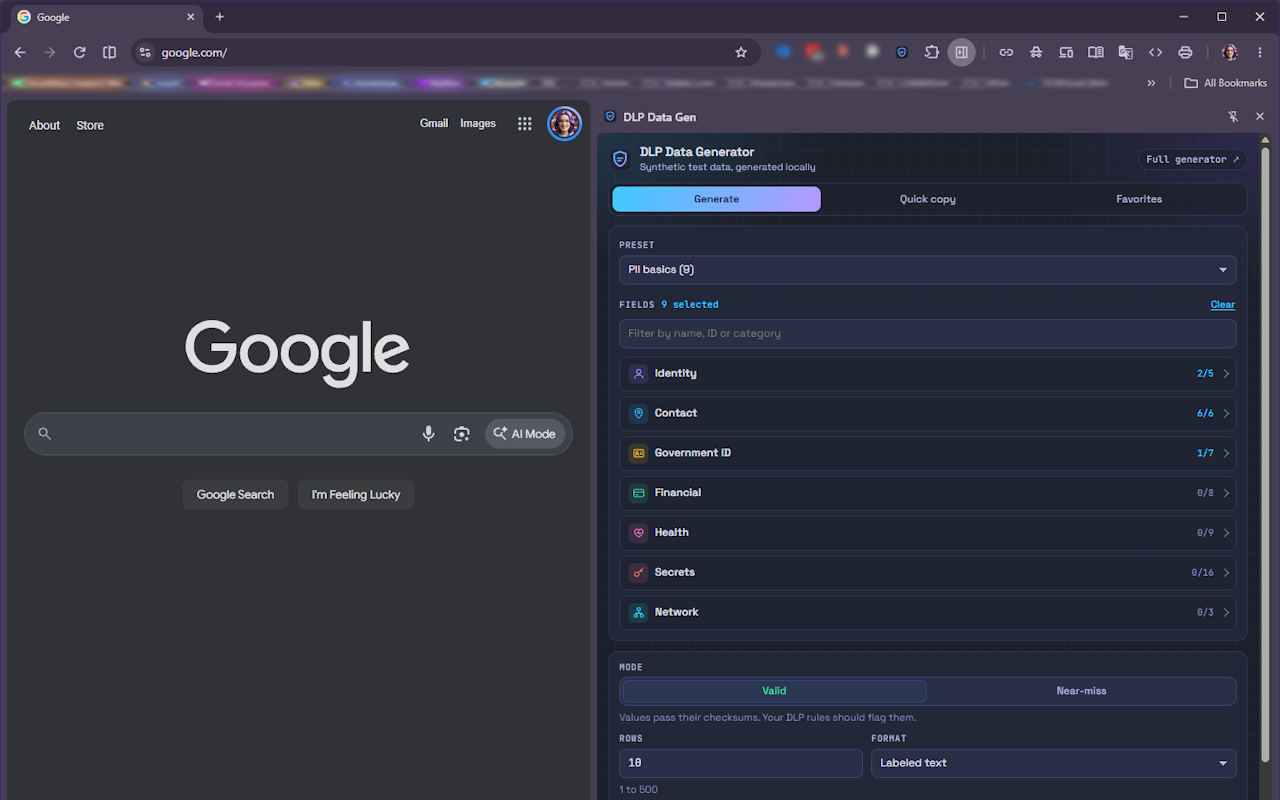 Google
google.com/
All Bookmarks
About
Store
Gmail
Images
Google
AI Mode
Google Search
I'm Feeling Lucky
DLP Data Gen
DLP Data Generator
Synthetic test data, generated locally
Full generator ↗
Generate
Quick copy
Favorites
PRESET
PII basics (9)
FIELDS 9 selected
Clear
Filter by name, ID or category
Identity 2/5
Contact 6/6
Government ID 1/7
Financial 0/8
Health 0/9
Secrets 0/16
Network 0/3
MODE
Valid
Near-miss
Values pass their checksums. Your DLP rules should flag them.
ROWS
10
1 to 500
FORMAT
Labeled text